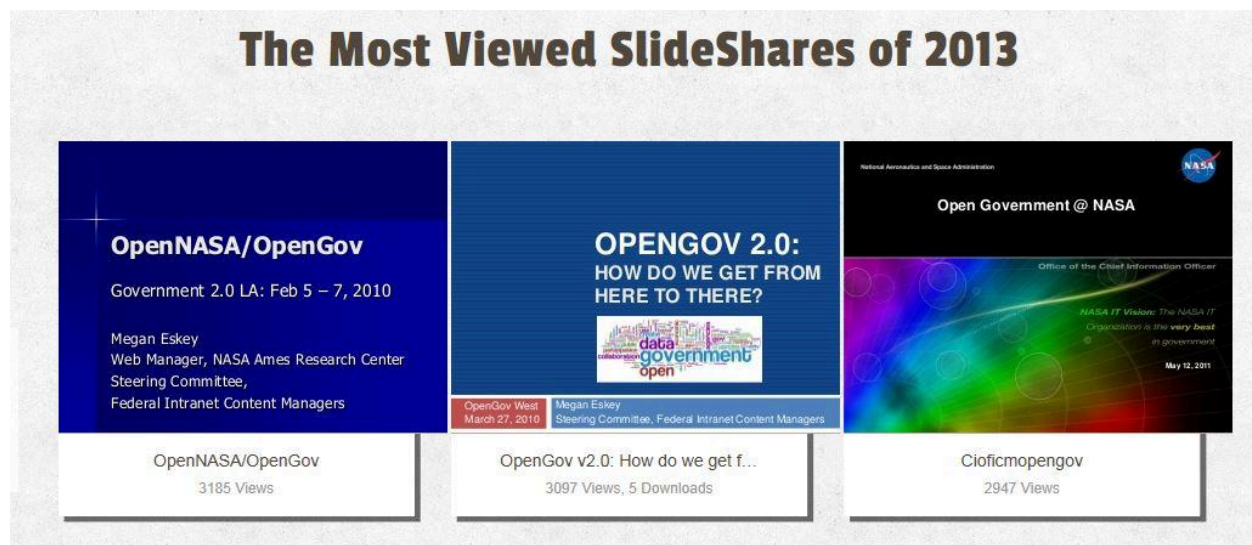 The Most Viewed SlideShares of 2013
OpenNASA/OpenGov
Government 2.0 LA: Feb 5 – 7, 2010
Megan Eskey
Web Manager, NASA Ames Research Center
Steering Committee,
Federal Intranet Content Managers
OpenNASA/OpenGov
3185 Views
OPENGOV 2.0:
HOW DO WE GET FROM
HERE TO THERE?
data
collaboration government
open
OpenGov West
March 27, 2010
Megan Eskey
Steering Committee, Federal Intranet Content Managers
OpenGov v2.0: How do we get f...
3097 Views, 5 Downloads
National Aeronautics and Space Administration
NASA
Open Government @ NASA
Office of the Chief Information Officer
NASA IT Vision: The NASA IT
Organization is the very best
in government
May 12, 2011
Cioficmopengov
2947 Views